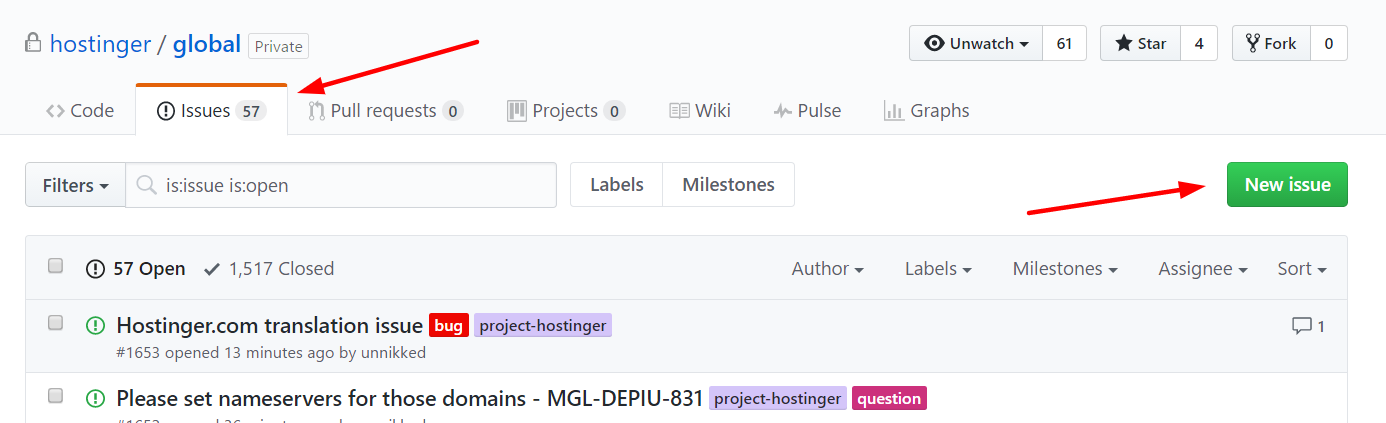 hostinger / global Private Unwatch 61 Star 4 Fork 0
Code Issues 57 Pull requests 0 Projects 0 Wiki Pulse Graphs
Filters is:issue is:open Labels Milestones New issue
57 Open 1,517 Closed Author Labels Milestones Assignee Sort
Hostinger.com translation issue bug project-hostinger 1
#1653 opened 13 minutes ago by unnikked
Please set nameservers for those domains - MGL-DEPIU-831 project-hostinger question